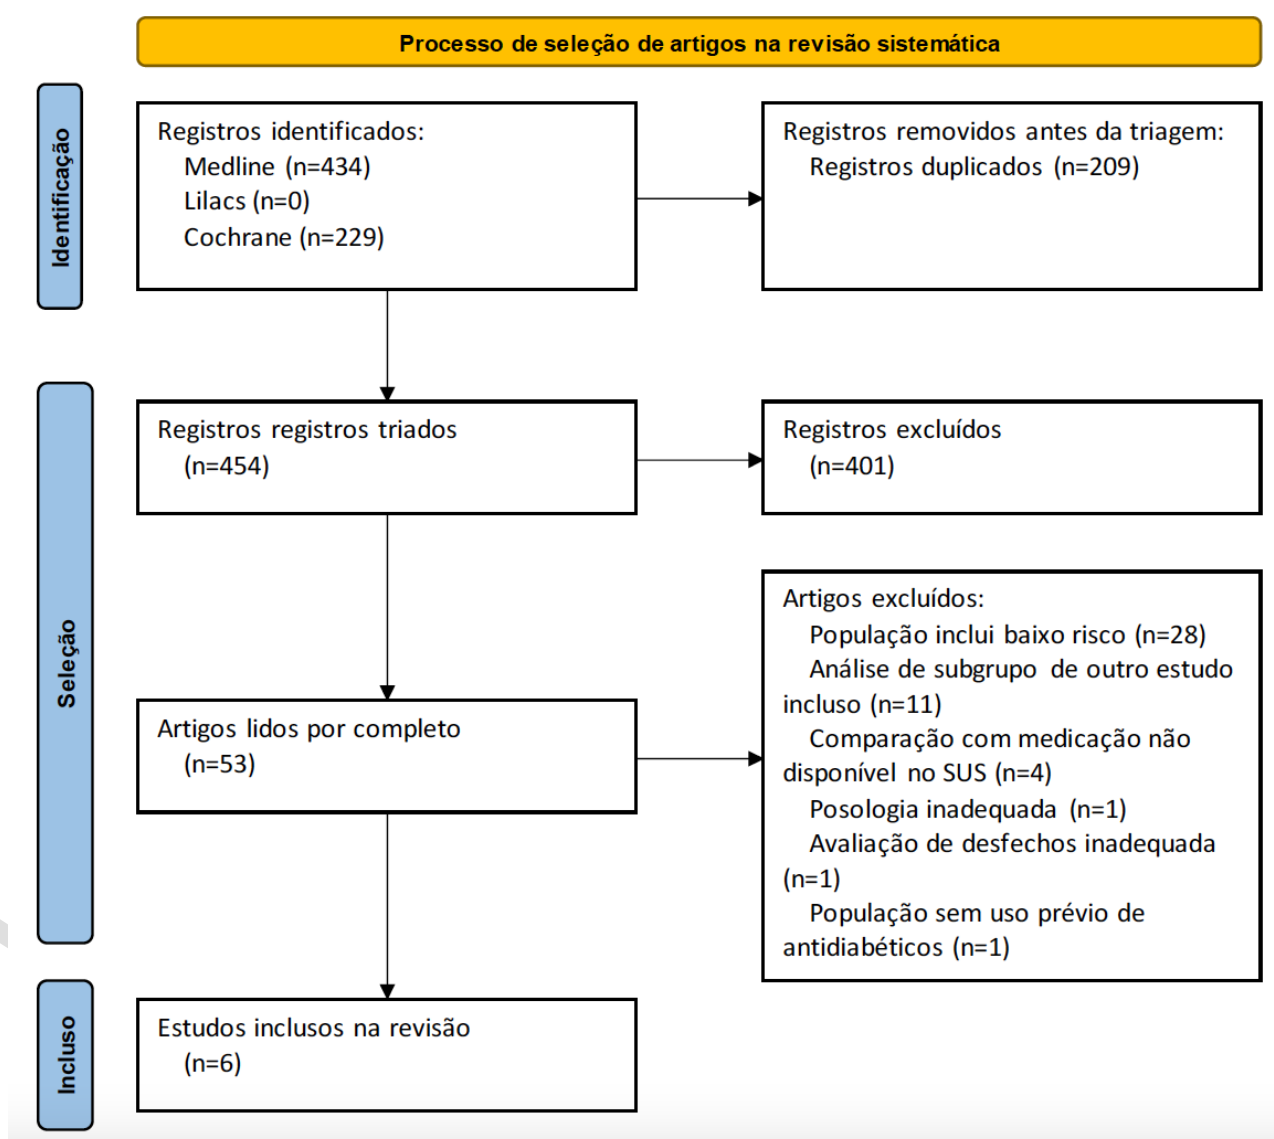 Processo de seleção de artigos na revisão sistemática
Identificação
Registros identificados:
Medline (n=434)
Lilacs (n=0)
Cochrane (n=229)
Registros removidos antes da triagem:
Registros duplicados (n=209)
Seleção
Registros registros triados
(n=454)
Registros excluídos
(n=401)
Artigos lidos por completo
(n=53)
Artigos excluídos:
População inclui baixo risco (n=28)
Análise de subgrupo de outro estudo
incluso (n=11)
Comparação com medicação não
disponível no SUS (n=4)
Posologia inadequada (n=1)
Avaliação de desfechos inadequada
(n=1)
População sem uso prévio de
antidiabéticos (n=1)
Incluso
Estudos inclusos na revisão
(n=6)